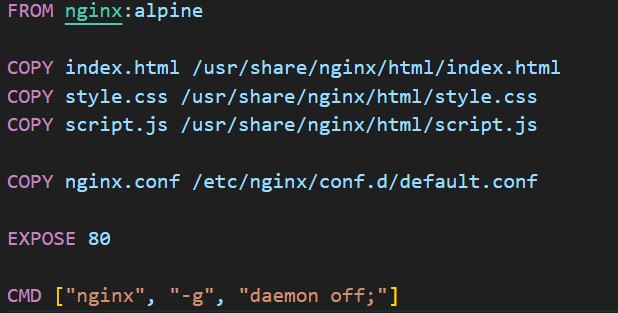 FROM nginx:alpine
COPY index.html /usr/share/nginx/html/index.html
COPY style.css /usr/share/nginx/html/style.css
COPY script.js /usr/share/nginx/html/script.js
COPY nginx.conf /etc/nginx/conf.d/default.conf
EXPOSE 80
CMD ["nginx", "-g", "daemon off;"]